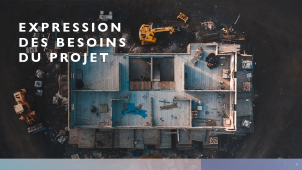 EXPRESSION
DES BESOINS
DU PROJET